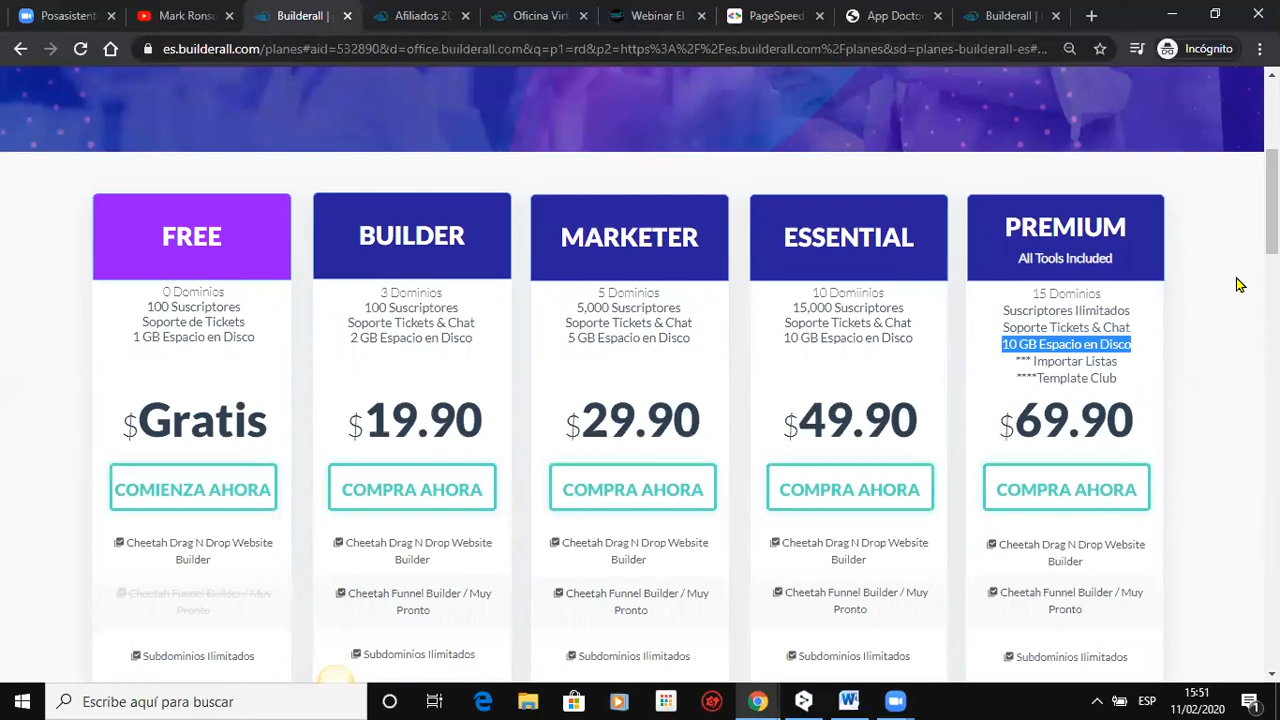 Posasistent
Mark Ronsu
Builderall |
Afiliados 20
Oficina Virt
Webinar El
PageSpeed
App Doctor
Builderall |
es.builderall.com/planes#aid=532890&d=office.builderall.com&q=p1=rd&p2=https%3A%2F%2Fes.builderall.com%2Fplanes&sd=planes-builderall-es#...
Incógnito
FREE
0 Dominios
100 Suscriptores
Soporte de Tickets
1 GB Espacio en Disco
$Gratis
COMIENZA AHORA
Cheetah Drag N Drop Website
Builder
Cheetah Funnel Builder / Muy
Pronto
Subdominios Ilimitados
BUILDER
3 Dominios
100 Suscriptores
Soporte Tickets & Chat
2 GB Espacio en Disco
$19.90
COMPRA AHORA
Cheetah Drag N Drop Website
Builder
Cheetah Funnel Builder / Muy
Pronto
Subdominios Ilimitados
MARKETER
5 Dominios
5,000 Suscriptores
Soporte Tickets & Chat
5 GB Espacio en Disco
$29.90
COMPRA AHORA
Cheetah Drag N Drop Website
Builder
Cheetah Funnel Builder / Muy
Pronto
Subdominios Ilimitados
ESSENTIAL
10 Domiinios
15,000 Suscriptores
Soporte Tickets & Chat
10 GB Espacio en Disco
$49.90
COMPRA AHORA
Cheetah Drag N Drop Website
Builder
Cheetah Funnel Builder / Muy
Pronto
Subdominios Ilimitados
PREMIUM
All Tools Included
15 Dominios
Suscriptores Ilimitados
Soporte Tickets & Chat
10 GB Espacio en Disco
*** Importar Listas
****Template Club
$69.90
COMPRA AHORA
Cheetah Drag N Drop Website
Builder
Cheetah Funnel Builder / Muy
Pronto
Subdominios Ilimitados
Escribe aquí para buscar
ESP
15:51
11/02/2020